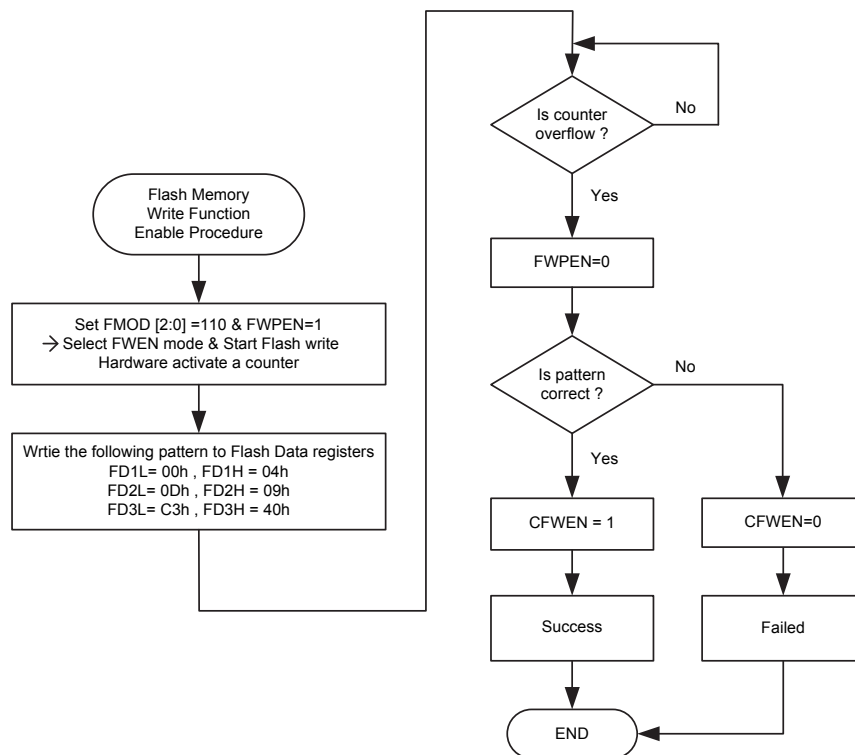 Flash Memory
Write Function
Enable Procedure
Set FMOD [2:0] =110 & FWPEN=1
→ Select FWEN mode & Start Flash write
Hardware activate a counter
Wrtie the following pattern to Flash Data registers
FD1L= 00h , FD1H = 04h
FD2L= 0Dh , FD2H = 09h
FD3L= C3h , FD3H = 40h
Is counter
overflow ?
No
Yes
FWPEN=0
Is pattern
correct ?
No
Yes
CFWEN = 1
CFWEN=0
Success
Failed
END